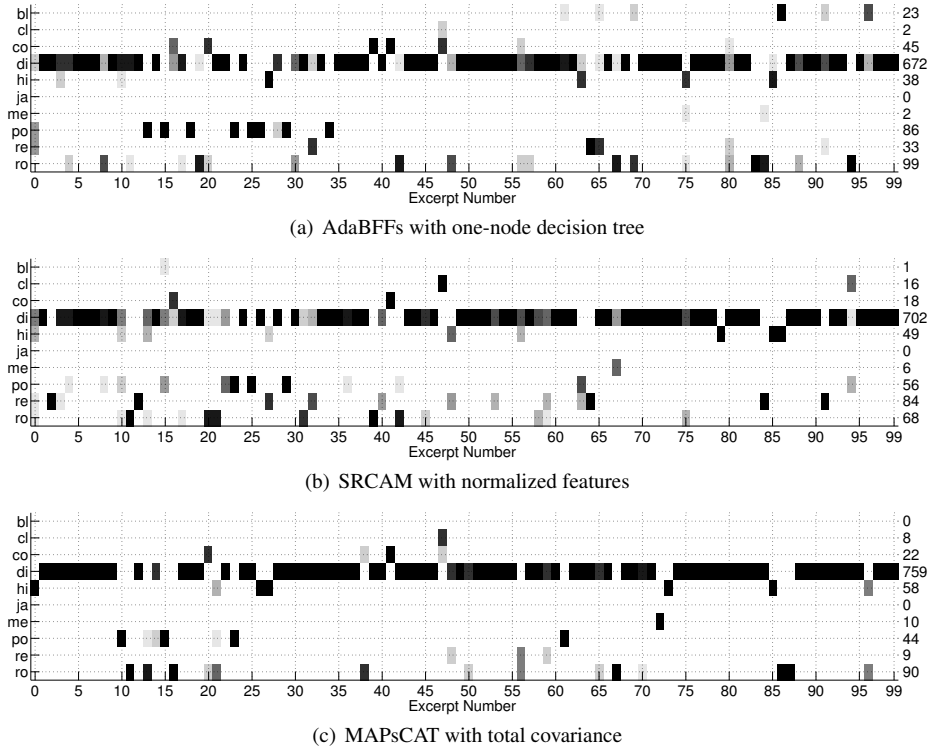 bl 23
cl 2
co 45
di 672
hi 38
ja 0
me 2
po 86
re 33
ro 99
0 5 10 15 20 25 30 35 40 45 50 55 60 65 70 75 80 85 90 95 99
Excerpt Number
(a) AdaBFFs with one-node decision tree
bl 1
cl 16
co 18
di 702
hi 49
ja 0
me 6
po 56
re 84
ro 68
0 5 10 15 20 25 30 35 40 45 50 55 60 65 70 75 80 85 90 95 99
Excerpt Number
(b) SRCAM with normalized features
bl 0
cl 8
co 22
di 759
hi 58
ja 0
me 10
po 44
re 9
ro 90
0 5 10 15 20 25 30 35 40 45 50 55 60 65 70 75 80 85 90 95 99
Excerpt Number
(c) MAPsCAT with total covariance